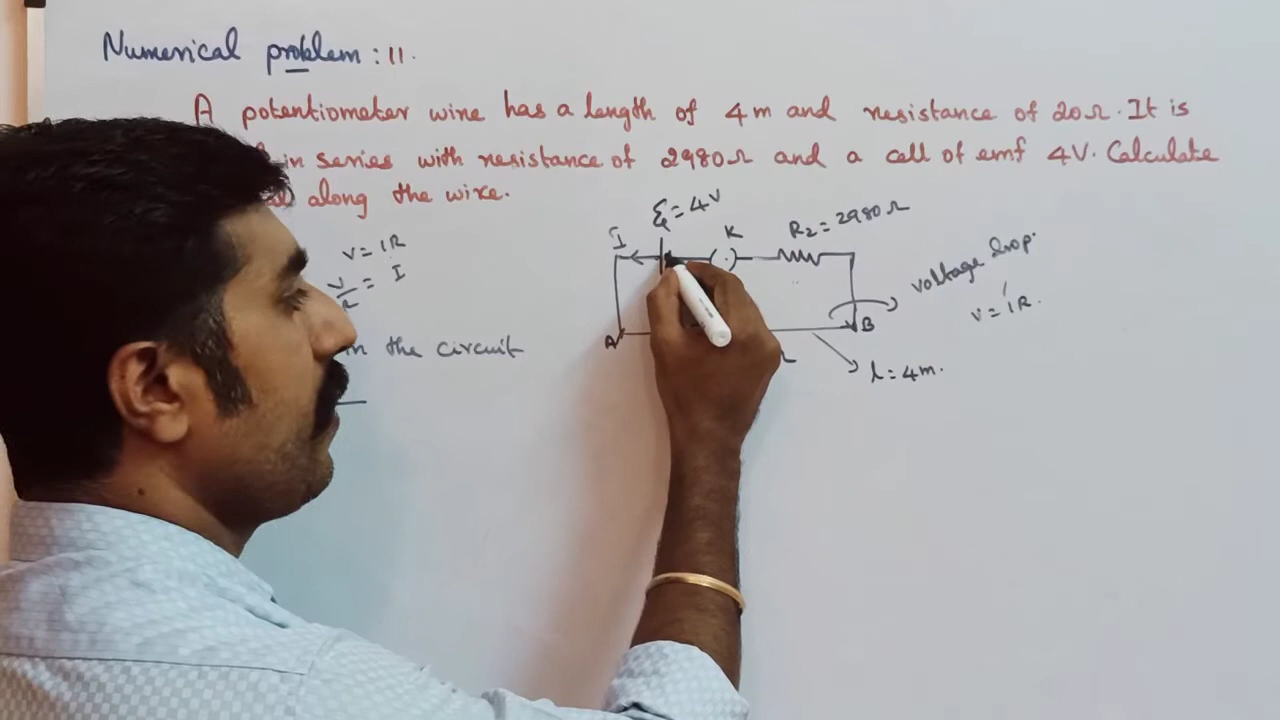 Numerical problem : 11.
A potentiometer wire has a length of 4m and resistance of 20Ω. It is
in series with resistance of 2980Ω and a cell of emf 4V. Calculate
along the wire.
ξ = 4V
I
K
R2 = 2980Ω
V = IR
V/R = I
voltage drop.
V = IR.
A
B
in the circuit
l = 4m.